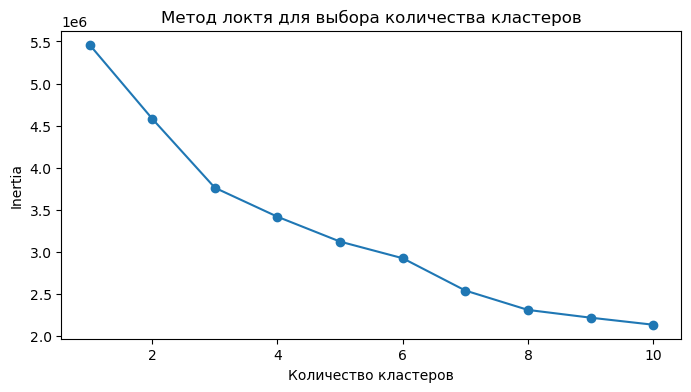 Метод локтя для выбора количества кластеров
1e6
5.5
5.0
4.5
4.0
3.5
3.0
2.5
2.0
Inertia
2 4 6 8 10
Количество кластеров